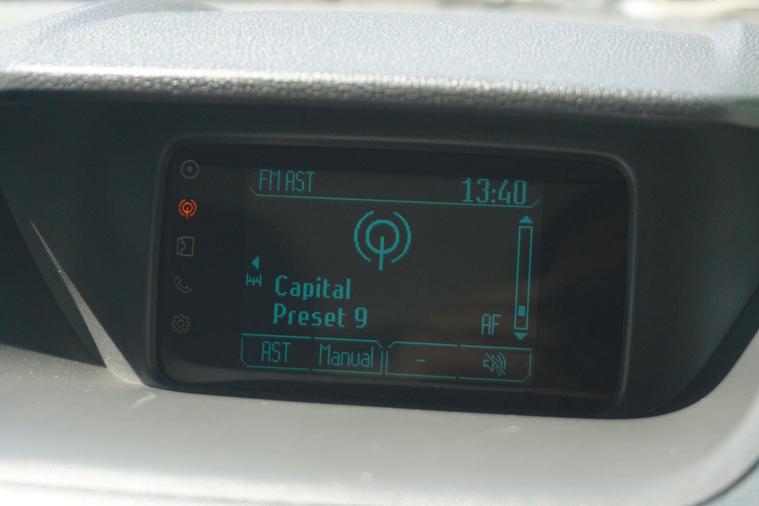 FM AST
13:40
Capital
Preset 9
AF
AST Manual -